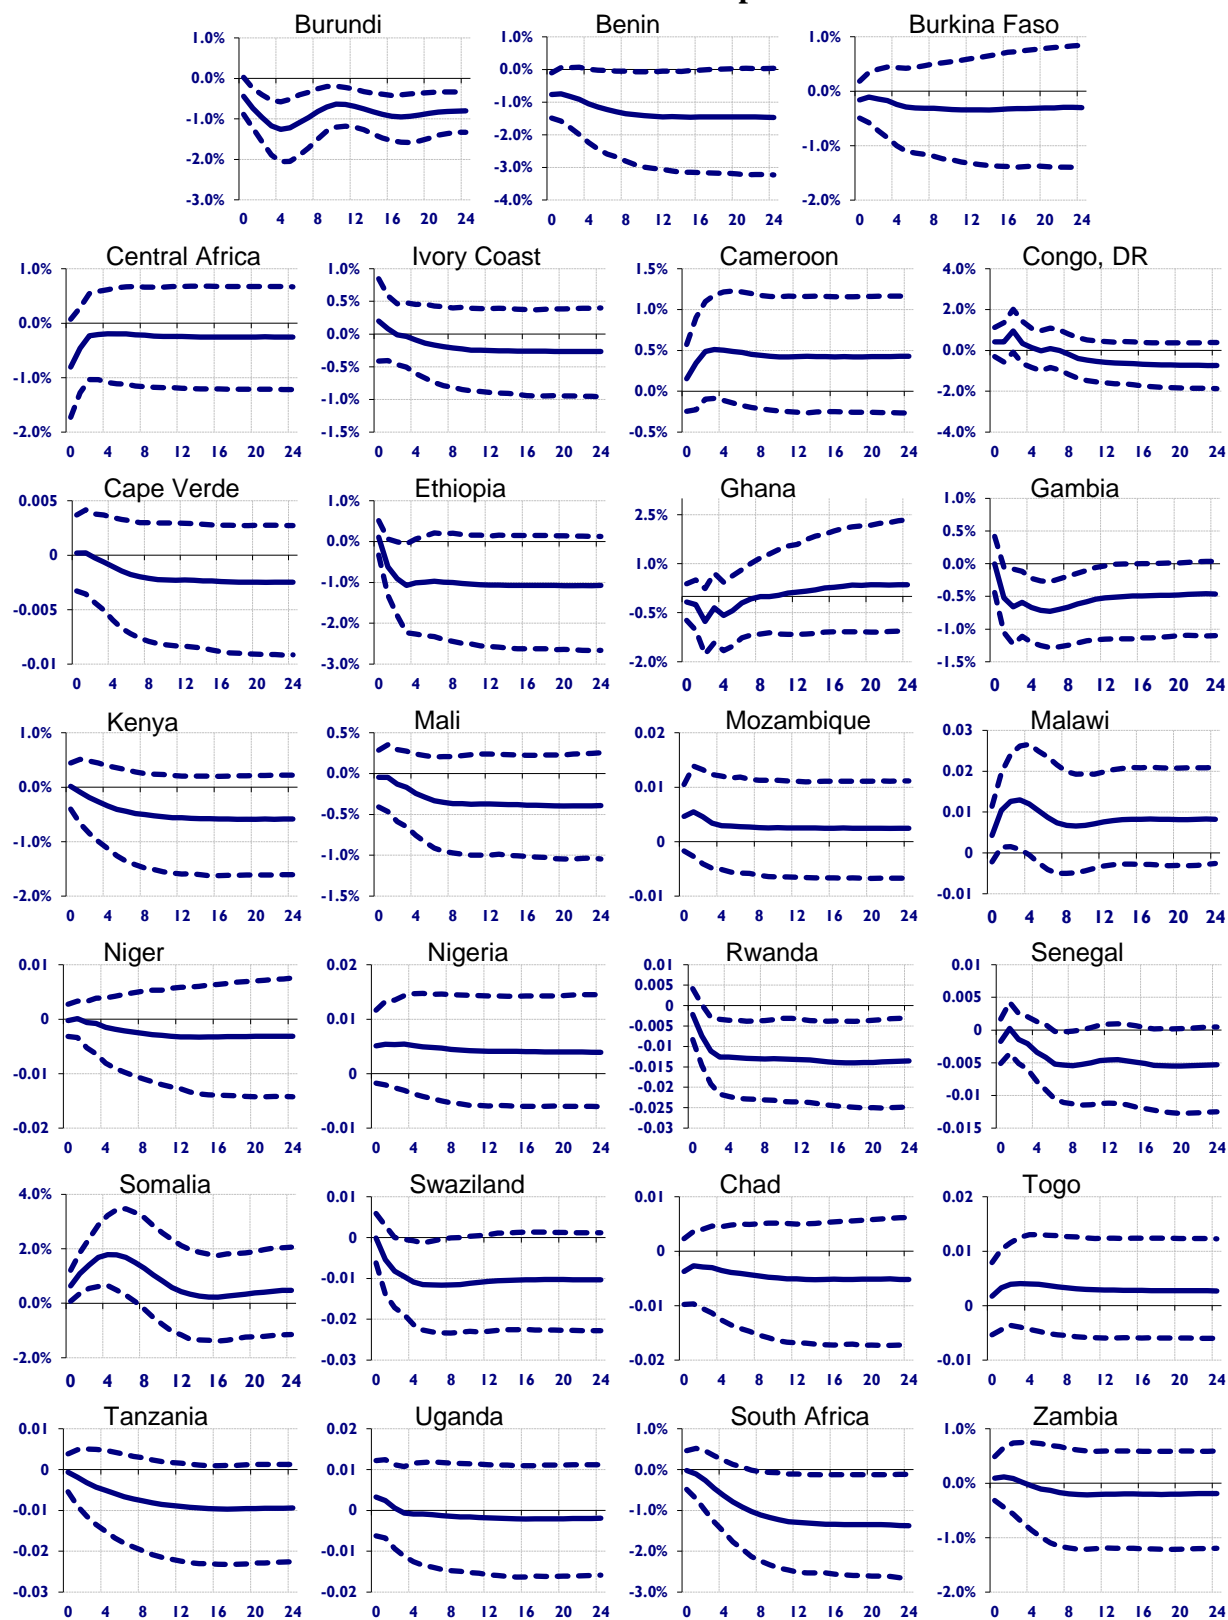 Burundi Benin Burkina Faso
1.0% 1.0% 1.0%
0.0% 0.0% 0.0%
-1.0% -1.0% -1.0%
-2.0% -2.0% -2.0%
-3.0% -3.0%
-4.0%
0 4 8 12 16 20 24 0 4 8 12 16 20 24 0 4 8 12 16 20 24
Central Africa Ivory Coast Cameroon Congo, DR
1.0% 1.0% 1.5% 4.0%
0.0% 0.5% 1.0% 2.0%
-1.0% 0.0% 0.5% 0.0%
-2.0% -0.5% 0.0% -2.0%
-1.0% -0.5% -4.0%
-1.5%
0 4 8 12 16 20 24 0 4 8 12 16 20 24 0 4 8 12 16 20 24 0 4 8 12 16 20 24
Cape Verde Ethiopia Ghana Gambia
0.005 1.0% 2.5% 1.0%
0 0.0% 1.0% 0.5%
-0.005 -1.0% -0.5% 0.0%
-0.01 -2.0% -2.0% -0.5%
-3.0% -1.0%
-1.5%
0 4 8 12 16 20 24 0 4 8 12 16 20 24 0 4 8 12 16 20 24 0 4 8 12 16 20 24
Kenya Mali Mozambique Malawi
1.0% 0.5% 0.02 0.03
0.0% 0.0% 0.01 0.02
-1.0% -0.5% 0 0.01
-2.0% -1.0% -0.01 0
-1.5% -0.01
0 4 8 12 16 20 24 0 4 8 12 16 20 24 0 4 8 12 16 20 24 0 4 8 12 16 20 24
Niger Nigeria Rwanda Senegal
0.01 0.02 0.01 0.01
0 0.01 0.005 0.005
-0.01 0 0 0
-0.02 -0.01 -0.005 -0.005
-0.01 -0.01
-0.015 -0.015
-0.02
-0.025
-0.03
0 4 8 12 16 20 24 0 4 8 12 16 20 24 0 4 8 12 16 20 24 0 4 8 12 16 20 24
Somalia Swaziland Chad Togo
4.0% 0.01 0.01 0.02
2.0% 0 0 0.01
0.0% -0.01 -0.01 0
-2.0% -0.02 -0.02 -0.01
-0.03
0 4 8 12 16 20 24 0 4 8 12 16 20 24 0 4 8 12 16 20 24 0 4 8 12 16 20 24
Tanzania Uganda South Africa Zambia
0.01 0.02 1.0% 1.0%
0 0.01 0.0% 0.0%
-0.01 0 -1.0% -1.0%
-0.02 -0.01 -2.0% -2.0%
-0.03 -0.02 -3.0%
0 4 8 12 16 20 24 0 4 8 12 16 20 24 0 4 8 12 16 20 24 0 4 8 12 16 20 24